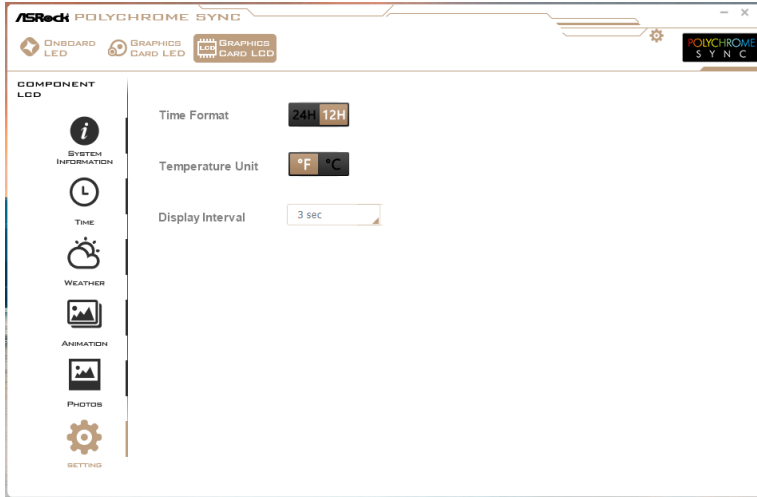 ASRock POLYCHROME SYNC
ONBOARD LED
GRAPHICS CARD LED
LCD
GRAPHICS CARD LCD
POLYCHROME
SYNC
COMPONENT
LCD
i
SYSTEM
INFORMATION
TIME
WEATHER
ANIMATION
PHOTOS
SETTING
Time Format
24H 12H
Temperature Unit
°F °C
Display Interval
3 sec